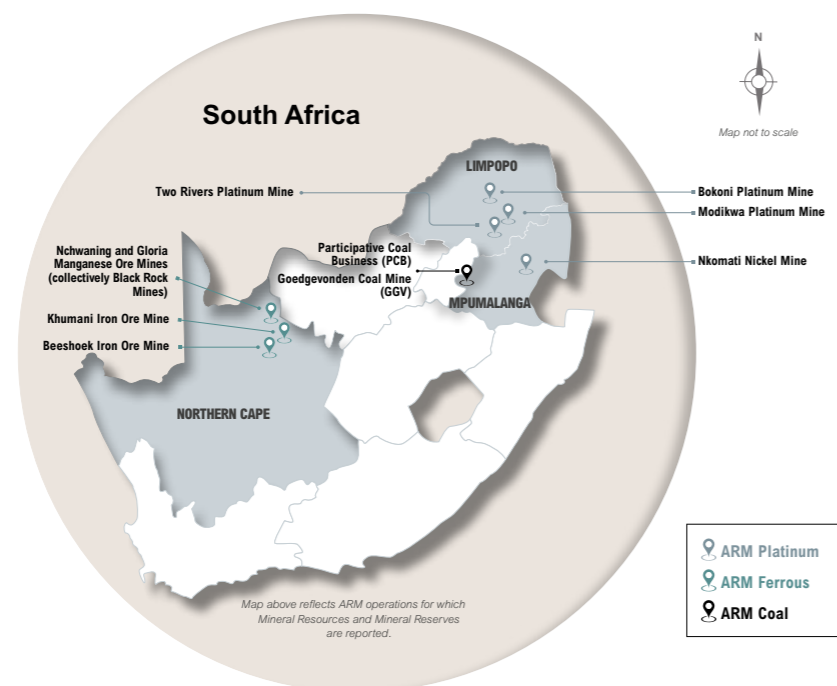 N
Map not to scale
South Africa
LIMPOPO
Two Rivers Platinum Mine
Bokoni Platinum Mine
Modikwa Platinum Mine
Nchwaning and Gloria
Manganese Ore Mines
(collectively Black Rock
Mines)
Participative Coal
Business (PCB)
Goedgevonden Coal Mine
(GGV)
Nkomati Nickel Mine
MPUMALANGA
Khumani Iron Ore Mine
Beeshoek Iron Ore Mine
NORTHERN CAPE
ARM Platinum
ARM Ferrous
ARM Coal
Map above reflects ARM operations for which
Mineral Resources and Mineral Reserves
are reported.